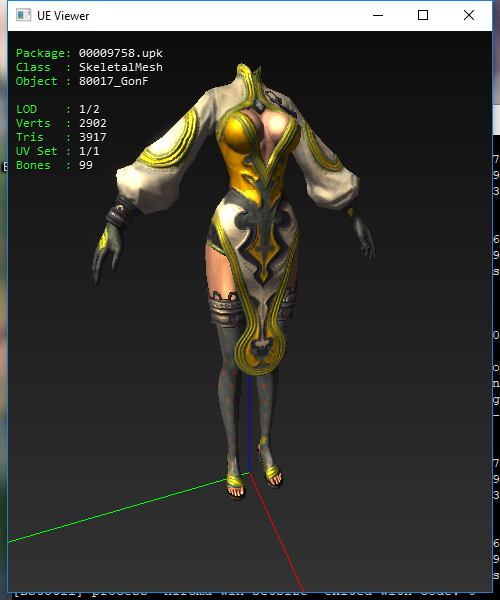 UE Viewer
Package: 00009758.upk
Class : SkeletalMesh
Object : 80017_GonF
LOD : 1/2
Verts : 2902
Tris : 3917
UV Set : 1/1
Bones : 99